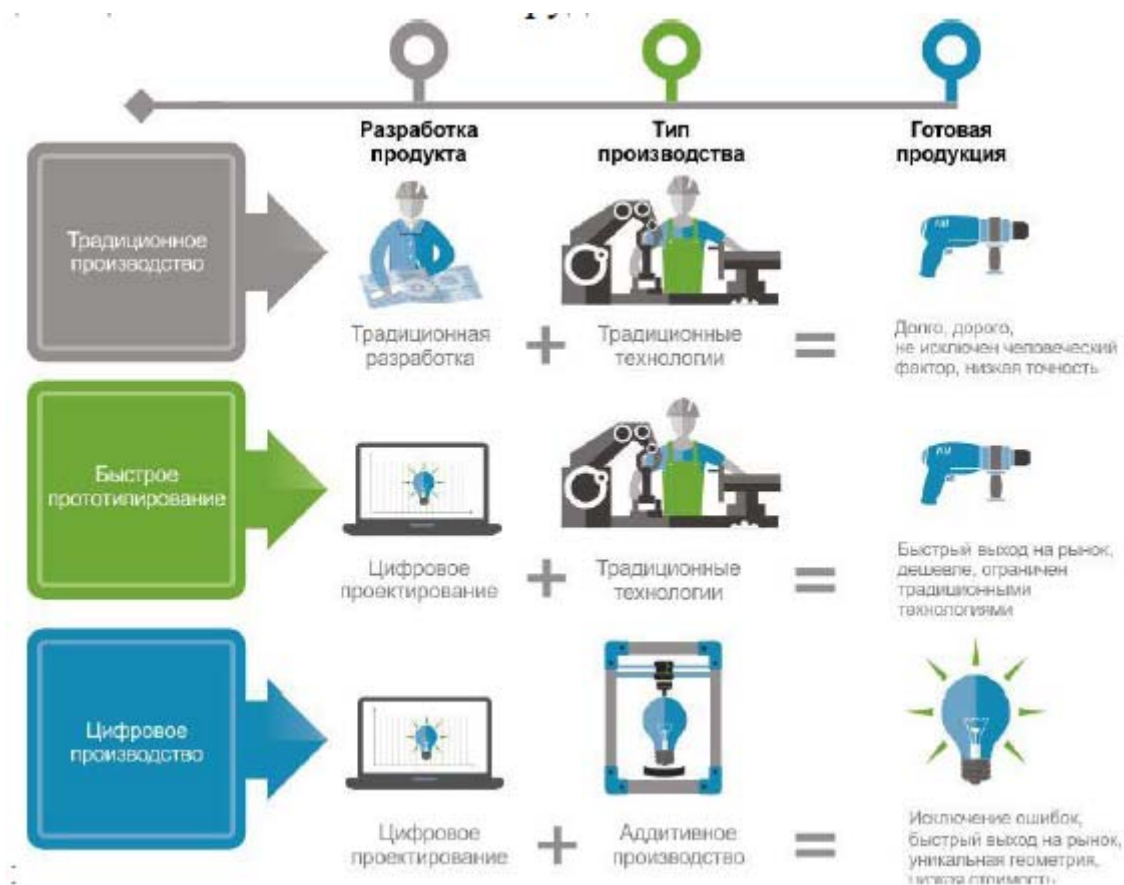 Разработка
продукта
Тип
производства
Готовая
продукция
Традиционное
производство
Традиционная
разработка
+
Традиционные
технологии
=
Долго, дорого,
не исключен человеческий
фактор, низкая точность
Быстрое
прототипирование
Цифровое
проектирование
+
Традиционные
технологии
=
Быстрый выход на рынок,
дешевле, ограничен
традиционными
технологиями
Цифровое
производство
Цифровое
проектирование
+
Аддитивное
производство
=
Исключение ошибок,
быстрый выход на рынок,
уникальная геометрия,
низкая стоимость